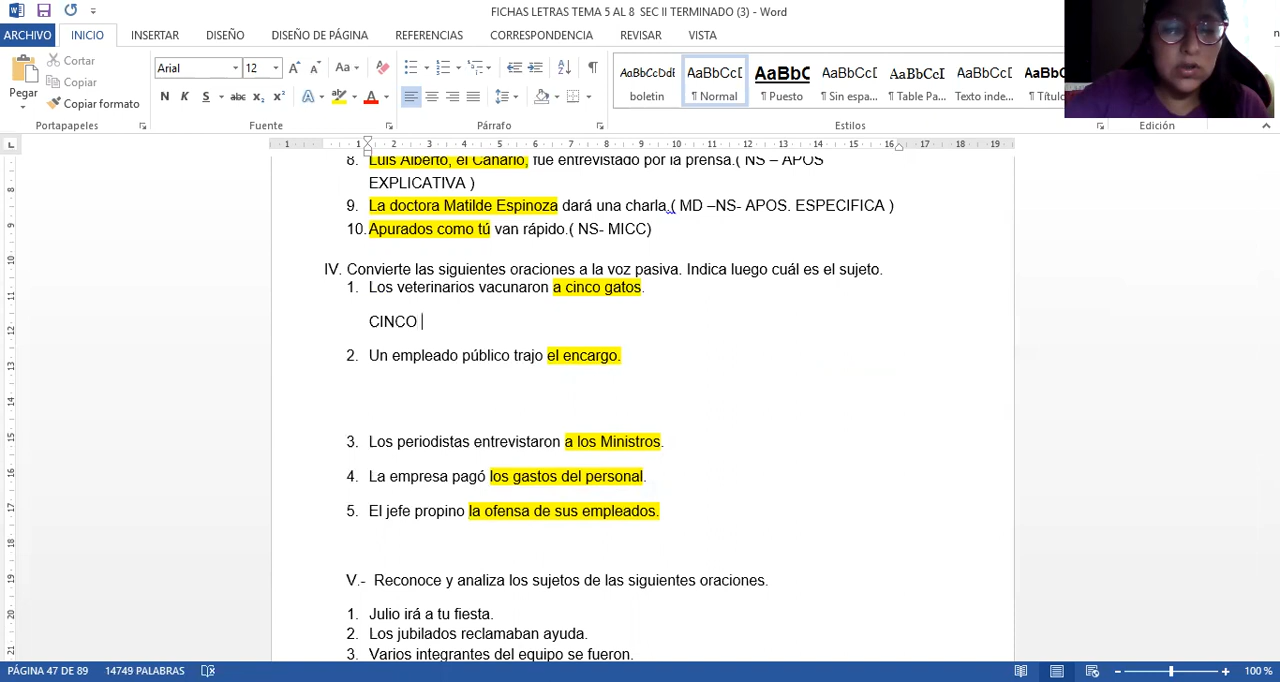 FICHAS LETRAS TEMA 5 AL 8 SEC II TERMINADO (3) - Word
ARCHIVO INICIO INSERTAR DISEÑO DISEÑO DE PÁGINA REFERENCIAS CORRESPONDENCIA REVISAR VISTA
Pegar
Cortar
Copiar
Copiar formato
Portapapeles
Arial 12
N K S abc x₂ x²
Fuente
Párrafo
AaBbCcDdI AaBbCcD AaBbC AaBbCcD AaBbCcI AaBbCcD AaBb
boletin ¶ Normal ¶ Puesto ¶ Sin espa... ¶ Table Pa... Texto inde... ¶ Título
Estilos
Edición
8. Luis Alberto, el Canario, fue entrevistado por la prensa.( NS – APOS
EXPLICATIVA )
9. La doctora Matilde Espinoza dará una charla.( MD –NS- APOS. ESPECIFICA )
10. Apurados como tú van rápido.( NS- MICC)
IV. Convierte las siguientes oraciones a la voz pasiva. Indica luego cuál es el sujeto.
1. Los veterinarios vacunaron a cinco gatos.
CINCO
2. Un empleado público trajo el encargo.
3. Los periodistas entrevistaron a los Ministros.
4. La empresa pagó los gastos del personal.
5. El jefe propino la ofensa de sus empleados.
V.- Reconoce y analiza los sujetos de las siguientes oraciones.
1. Julio irá a tu fiesta.
2. Los jubilados reclamaban ayuda.
3. Varios integrantes del equipo se fueron.
PÁGINA 47 DE 89 14749 PALABRAS 100 %